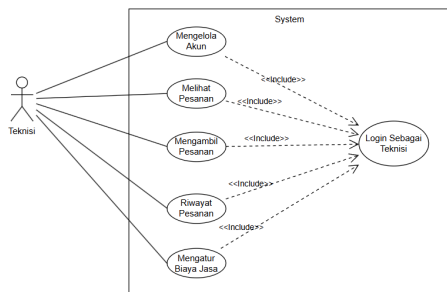 System
Mengelola
Akun
<<Include>>
Melihat
Pesanan
<<Include>>
Teknisi
Mengambil
Pesanan
<<Include>>
Login Sebagai
Teknisi
<<Include>>
Riwayat
Pesanan
<<Include>>
Mengatur
Biaya Jasa